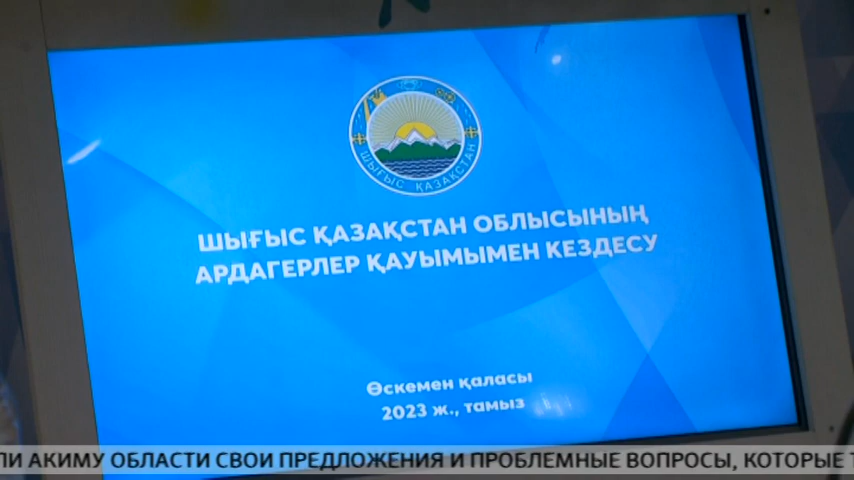 ШЫҒЫС ҚАЗАҚСТАН
ШЫҒЫС ҚАЗАҚСТАН ОБЛЫСЫНЫҢ
АРДАГЕРЛЕР ҚАУЫМЫМЕН КЕЗДЕСУ
Өскемен қаласы
2023 ж., тамыз
ЛИ АКИМУ ОБЛАСТИ СВОИ ПРЕДЛОЖЕНИЯ И ПРОБЛЕМНЫЕ ВОПРОСЫ, КОТОРЫЕ